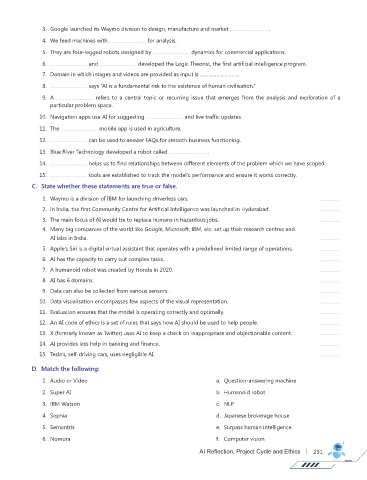 3. Google launched its Waymo division to design, manufacture and market ........................
4. We feed machines with ........................ for analysis.
5. They are four-legged robots designed by ........................ dynamics for commercial applications.
6. ........................ and ........................ developed the Logic Theorist, the first artificial intelligence program.
7. Domain in which images and videos are provided as input is ........................
8. ........................ says "AI is a fundamental risk to the existence of human civilisation."
9. A ........................ refers to a central topic or recurring issue that emerges from the analysis and exploration of a
particular problem space.
10. Navigation apps use AI for suggesting ........................ and live traffic updates.
11. The ........................ mobile app is used in agriculture.
12. ........................ can be used to answer FAQs for smooth business functioning.
13. Blue River Technology developed a robot called ........................
14. ........................ helps us to find relationships between different elements of the problem which we have scoped.
15. ........................ tools are established to track the model's performance and ensure it works correctly.
C. State whether these statements are true or false.
1. Waymo is a division of IBM for launching driverless cars. ............
2. In India, the first Community Centre for Artificial Intelligence was launched in Hyderabad. ............
3. The main focus of AI would be to replace humans in hazardous jobs. ............
4. Many big companies of the world like Google, Microsoft, IBM, etc. set up their research centres and
AI labs in India. ............
5. Apple's Siri is a digital virtual assistant that operates with a predefined limited range of operations. ............
6. AI has the capacity to carry out complex tasks. ............
7. A humanoid robot was created by Honda in 2020. ............
8. AI has 6 domains. ............
9. Data can also be collected from various sensors. ............
10. Data visualisation encompasses few aspects of the visual representation. ............
11. Evaluation ensures that the model is operating correctly and optimally. ............
12. An AI code of ethics is a set of rules that says how AI should be used to help people. ............
13. X (formerly known as Twitter) uses AI to keep a check on inappropriate and objectionable content. ............
14. AI provides less help in banking and finance. ............
15. Tesla's, self-driving cars, uses negligible AI. ............
D. Match the following:
1. Audio or Video a. Question-answering machine
2. Super AI b. Humanoid robot
3. IBM Watson c. NLP
4. Sophia d. Japanese brokerage house
5. Semantris e. Surpass human intelligence
6. Nomura f. Computer vision
AI Reflection, Project Cycle and Ethics | 231